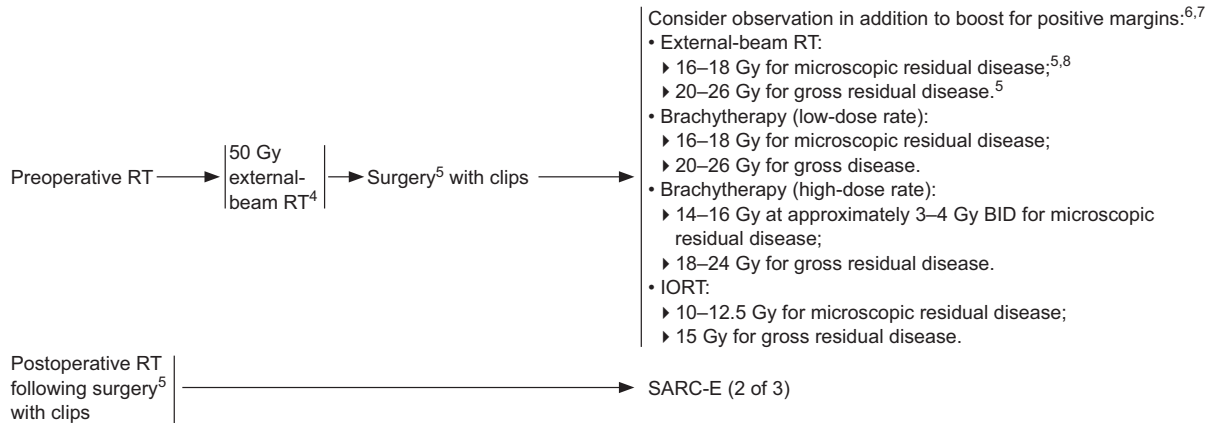 Preoperative RT
50 Gy
external-
beam RT4
Surgery5 with clips
Consider observation in addition to boost for positive margins:6,7
• External-beam RT:
▸ 16–18 Gy for microscopic residual disease;5,8
▸ 20–26 Gy for gross residual disease.5
• Brachytherapy (low-dose rate):
▸ 16–18 Gy for microscopic residual disease;
▸ 20–26 Gy for gross disease.
• Brachytherapy (high-dose rate):
▸ 14–16 Gy at approximately 3–4 Gy BID for microscopic
residual disease;
▸ 18–24 Gy for gross residual disease.
• IORT:
▸ 10–12.5 Gy for microscopic residual disease;
▸ 15 Gy for gross residual disease.
Postoperative RT
following surgery5
with clips
SARC-E (2 of 3)